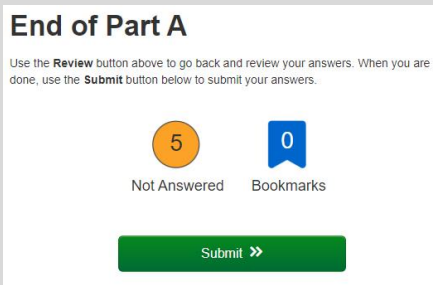 End of Part A
Use the Review button above to go back and review your answers. When you are
done, use the Submit button below to submit your answers.
5 0
Not Answered Bookmarks
Submit »